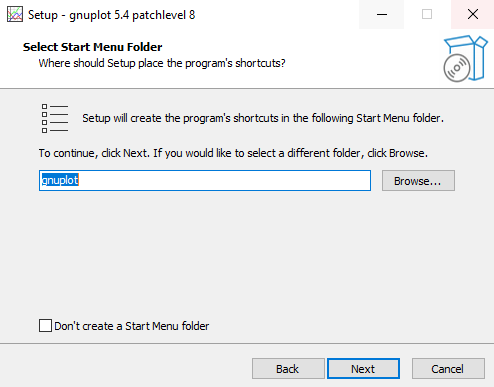 Setup - gnuplot 5.4 patchlevel 8
Select Start Menu Folder
Where should Setup place the program's shortcuts?
Setup will create the program's shortcuts in the following Start Menu folder.
To continue, click Next. If you would like to select a different folder, click Browse.
gnuplot Browse...
Don't create a Start Menu folder
Back Next Cancel